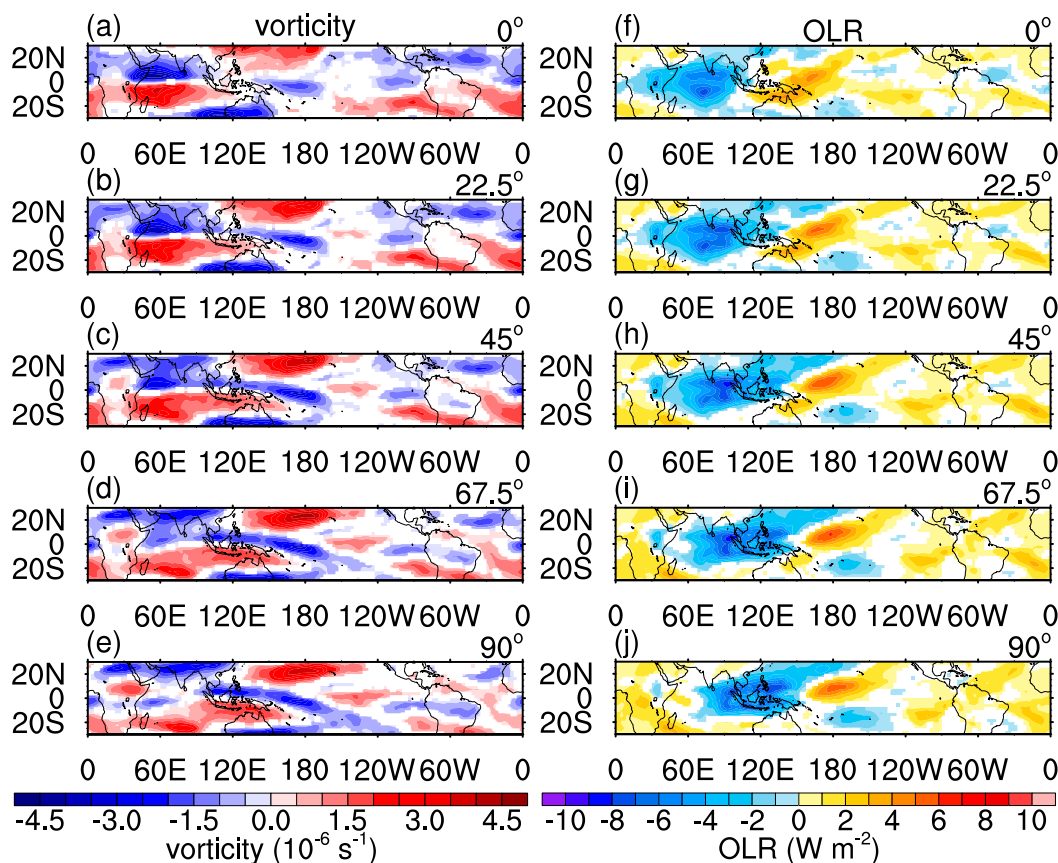 (a) vorticity 0°
(f) OLR 0°
20N
0
20S
20N
0
20S
0 60E 120E 180 120W 60W 0
0 60E 120E 180 120W 60W 0
(b) 22.5°
(g) 22.5°
20N
0
20S
20N
0
20S
0 60E 120E 180 120W 60W 0
0 60E 120E 180 120W 60W 0
(c) 45°
(h) 45°
20N
0
20S
20N
0
20S
0 60E 120E 180 120W 60W 0
0 60E 120E 180 120W 60W 0
(d) 67.5°
(i) 67.5°
20N
0
20S
20N
0
20S
0 60E 120E 180 120W 60W 0
0 60E 120E 180 120W 60W 0
(e) 90°
(j) 90°
20N
0
20S
20N
0
20S
0 60E 120E 180 120W 60W 0
0 60E 120E 180 120W 60W 0
-4.5 -3.0 -1.5 0.0 1.5 3.0 4.5
vorticity (10⁻⁶ s⁻¹)
-10 -8 -6 -4 -2 0 2 4 6 8 10
OLR (W m⁻²)